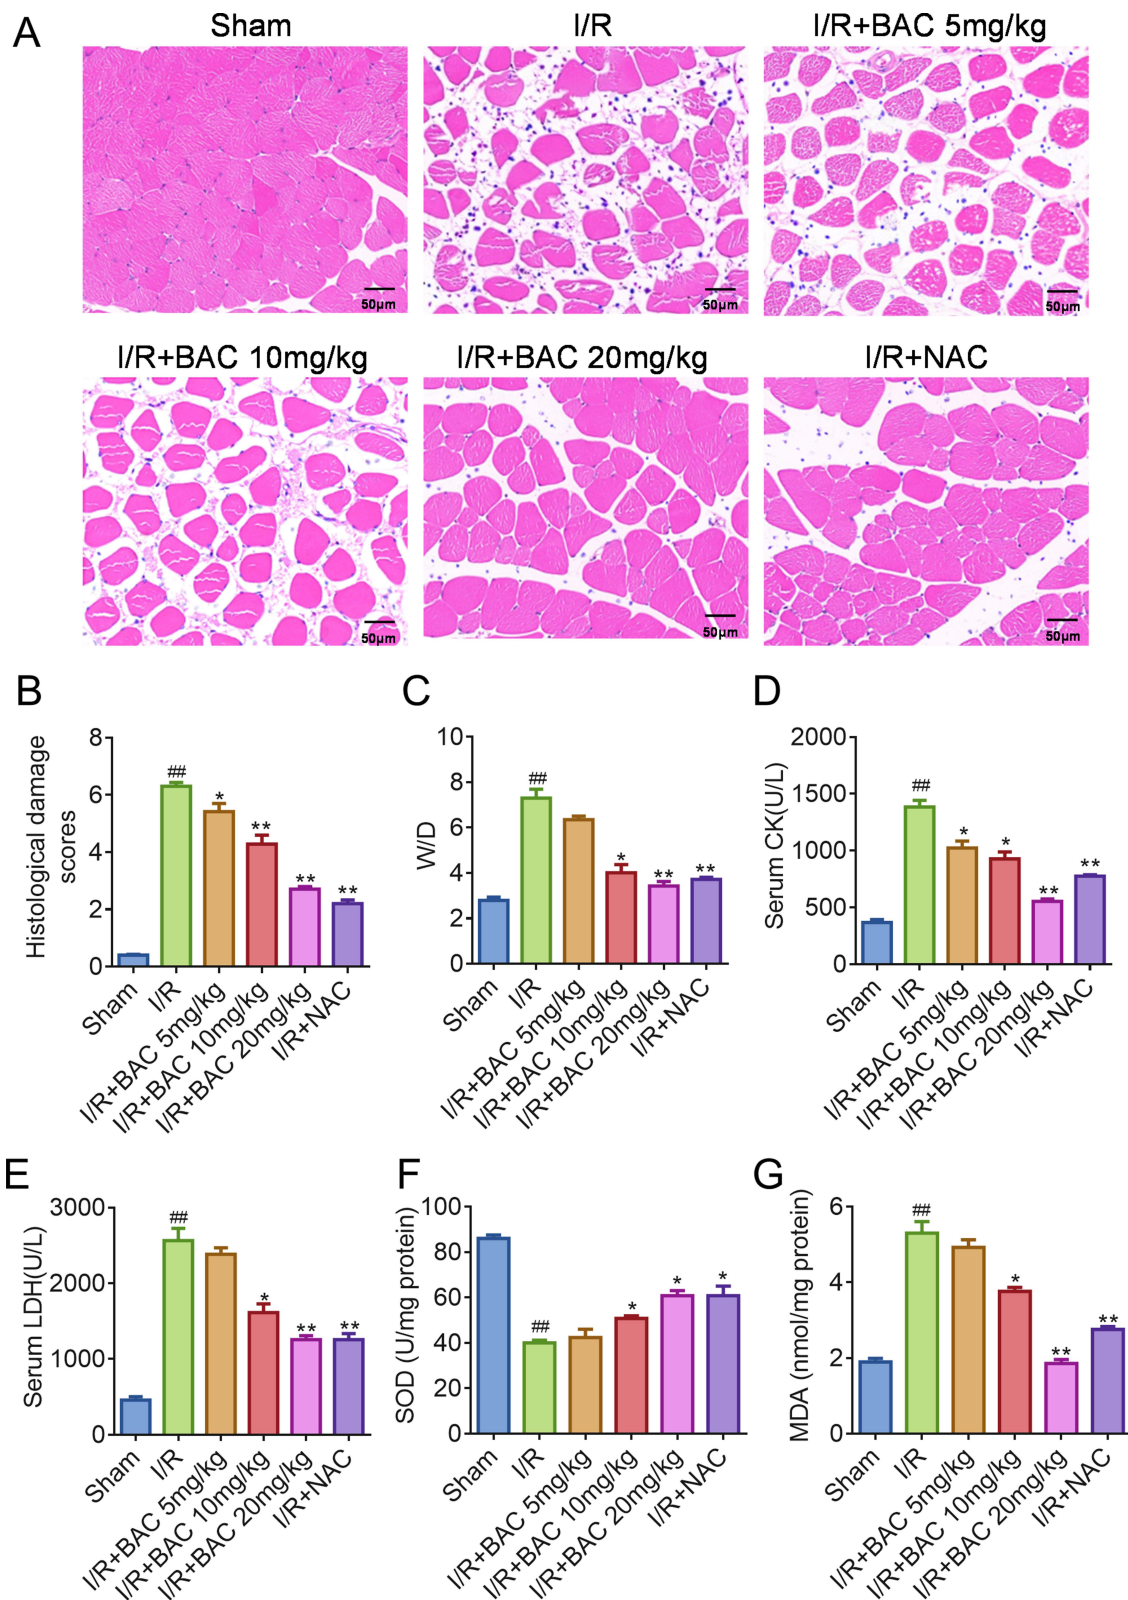 A
Sham
I/R
I/R+BAC 5mg/kg
50μm
50μm
50μm
I/R+BAC 10mg/kg
I/R+BAC 20mg/kg
I/R+NAC
50μm
50μm
50μm
B
Histological damage
scores
8
6
4
2
0
##
*
**
**
**
Sham
I/R
I/R+BAC 5mg/kg
I/R+BAC 10mg/kg
I/R+BAC 20mg/kg
I/R+NAC
C
W/D
10
8
6
4
2
0
##
*
**
**
Sham
I/R
I/R+BAC 5mg/kg
I/R+BAC 10mg/kg
I/R+BAC 20mg/kg
I/R+NAC
D
Serum CK(U/L)
2000
1500
1000
500
0
##
*
*
**
**
Sham
I/R
I/R+BAC 5mg/kg
I/R+BAC 10mg/kg
I/R+BAC 20mg/kg
I/R+NAC
E
Serum LDH(U/L)
3000
2000
1000
0
##
*
**
**
Sham
I/R
I/R+BAC 5mg/kg
I/R+BAC 10mg/kg
I/R+BAC 20mg/kg
I/R+NAC
F
SOD (U/mg protein)
100
80
60
40
20
0
##
*
*
*
Sham
I/R
I/R+BAC 5mg/kg
I/R+BAC 10mg/kg
I/R+BAC 20mg/kg
I/R+NAC
G
MDA (nmol/mg protein)
6
4
2
0
##
*
**
**
Sham
I/R
I/R+BAC 5mg/kg
I/R+BAC 10mg/kg
I/R+BAC 20mg/kg
I/R+NAC